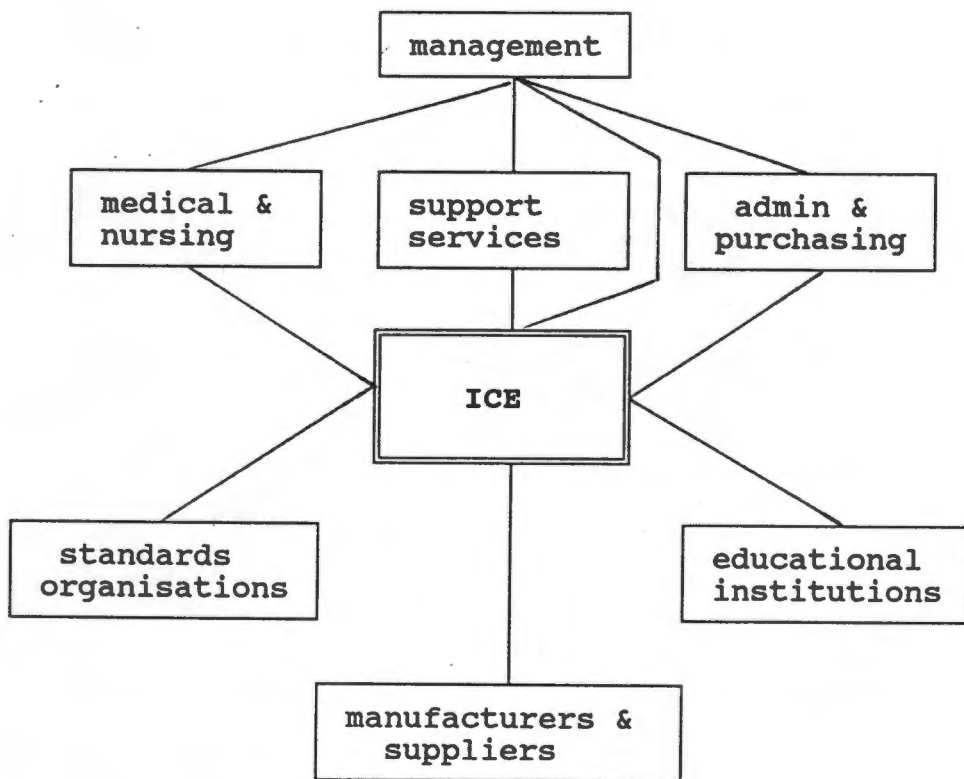 management
medical &
nursing
support
services
admin &
purchasing
ICE
standards
organisations
educational
institutions
manufacturers &
suppliers